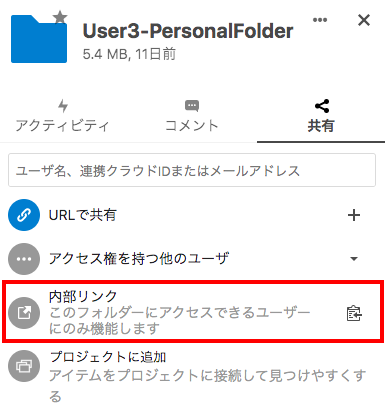 User3-PersonalFolder
5.4 MB, 11日前
アクティビティ
コメント
共有
ユーザ名、連携クラウドIDまたはメールアドレス
URLで共有
アクセス権を持つ他のユーザ
内部リンク
このフォルダーにアクセスできるユーザー
にのみ機能します
プロジェクトに追加
アイテムをプロジェクトに接続して見つけやすくす
る